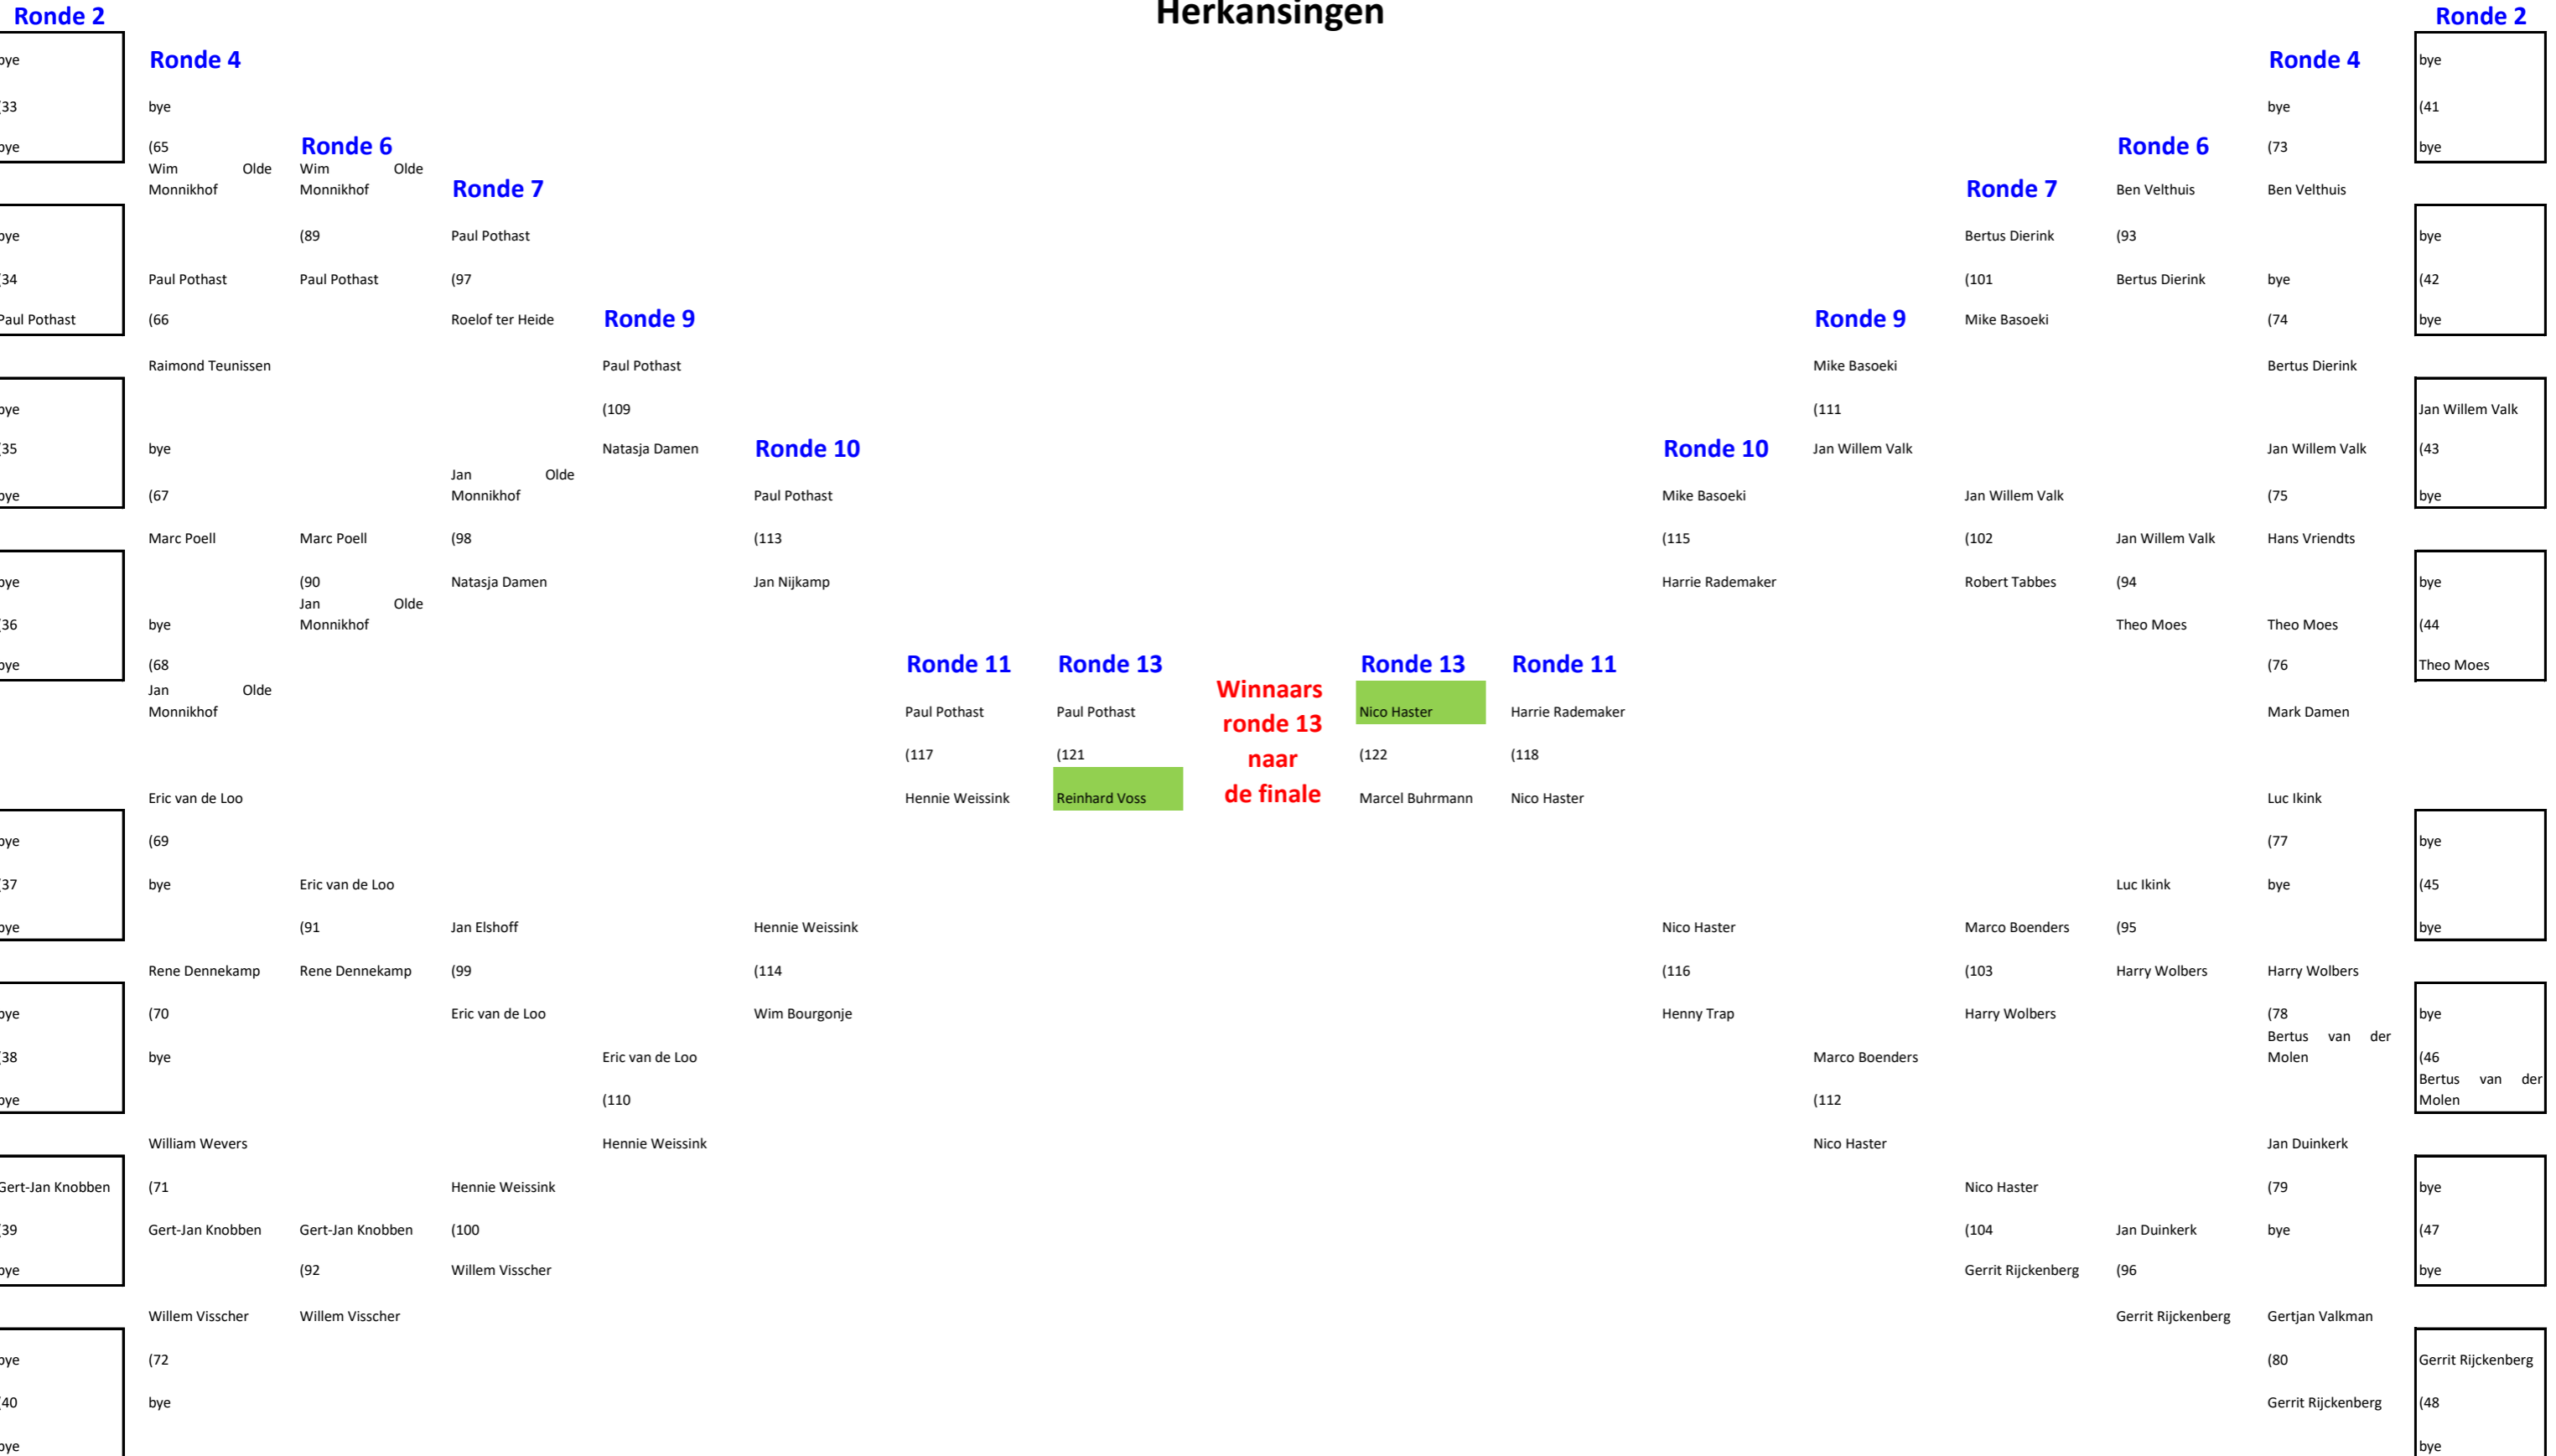 Herkansingen
Ronde 2 Ronde 2
bye Ronde 4 Ronde 4 bye
(33 bye bye (41
bye (65 Ronde 6 Ronde 6 (73 bye
Wim Olde Wim Olde
Monnikhof Monnikhof Ronde 7 Ronde 7 Ben Velthuis Ben Velthuis
bye (89 Paul Pothast Bertus Dierink (93 bye
(34 Paul Pothast Paul Pothast (97 (101 Bertus Dierink bye (42
Paul Pothast (66 Roelof ter Heide Ronde 9 Ronde 9 Mike Basoeki (74 bye
Raimond Teunissen Paul Pothast Mike Basoeki Bertus Dierink
bye (109 (111 Jan Willem Valk
(35 bye Natasja Damen Ronde 10 Ronde 10 Jan Willem Valk Jan Willem Valk (43
Jan Olde
bye (67 Monnikhof Paul Pothast Mike Basoeki Jan Willem Valk (75 bye
Marc Poell Marc Poell (98 (113 (115 (102 Jan Willem Valk Hans Vriendts
bye (90 Natasja Damen Jan Nijkamp Harrie Rademaker Robert Tabbes (94 bye
Jan Olde
(36 bye Monnikhof Theo Moes Theo Moes (44
bye (68 Ronde 11 Ronde 13 Ronde 13 Ronde 11 (76 Theo Moes
Jan Olde Winnaars
Monnikhof Paul Pothast Paul Pothast Nico Haster Harrie Rademaker Mark Damen
ronde 13
(117 (121 naar (122 (118
Eric van de Loo Hennie Weissink Reinhard Voss de finale Marcel Buhrmann Nico Haster Luc Ikink
bye (69 (77 bye
(37 bye Eric van de Loo Luc Ikink bye (45
bye (91 Jan Elshoff Hennie Weissink Nico Haster Marco Boenders (95 bye
Rene Dennekamp Rene Dennekamp (99 (114 (116 (103 Harry Wolbers Harry Wolbers
bye (70 Eric van de Loo Wim Bourgonje Henny Trap Harry Wolbers (78 bye
Bertus van der
(38 bye Eric van de Loo Marco Boenders Molen (46
Bertus van der
bye (110 (112 Molen
William Wevers Hennie Weissink Nico Haster Jan Duinkerk
Gert-Jan Knobben (71 Hennie Weissink Nico Haster (79 bye
(39 Gert-Jan Knobben Gert-Jan Knobben (100 (104 Jan Duinkerk bye (47
bye (92 Willem Visscher Gerrit Rijckenberg (96 bye
Willem Visscher Willem Visscher Gerrit Rijckenberg Gertjan Valkman
bye (72 (80 Gerrit Rijckenberg
(40 bye Gerrit Rijckenberg (48
bye bye